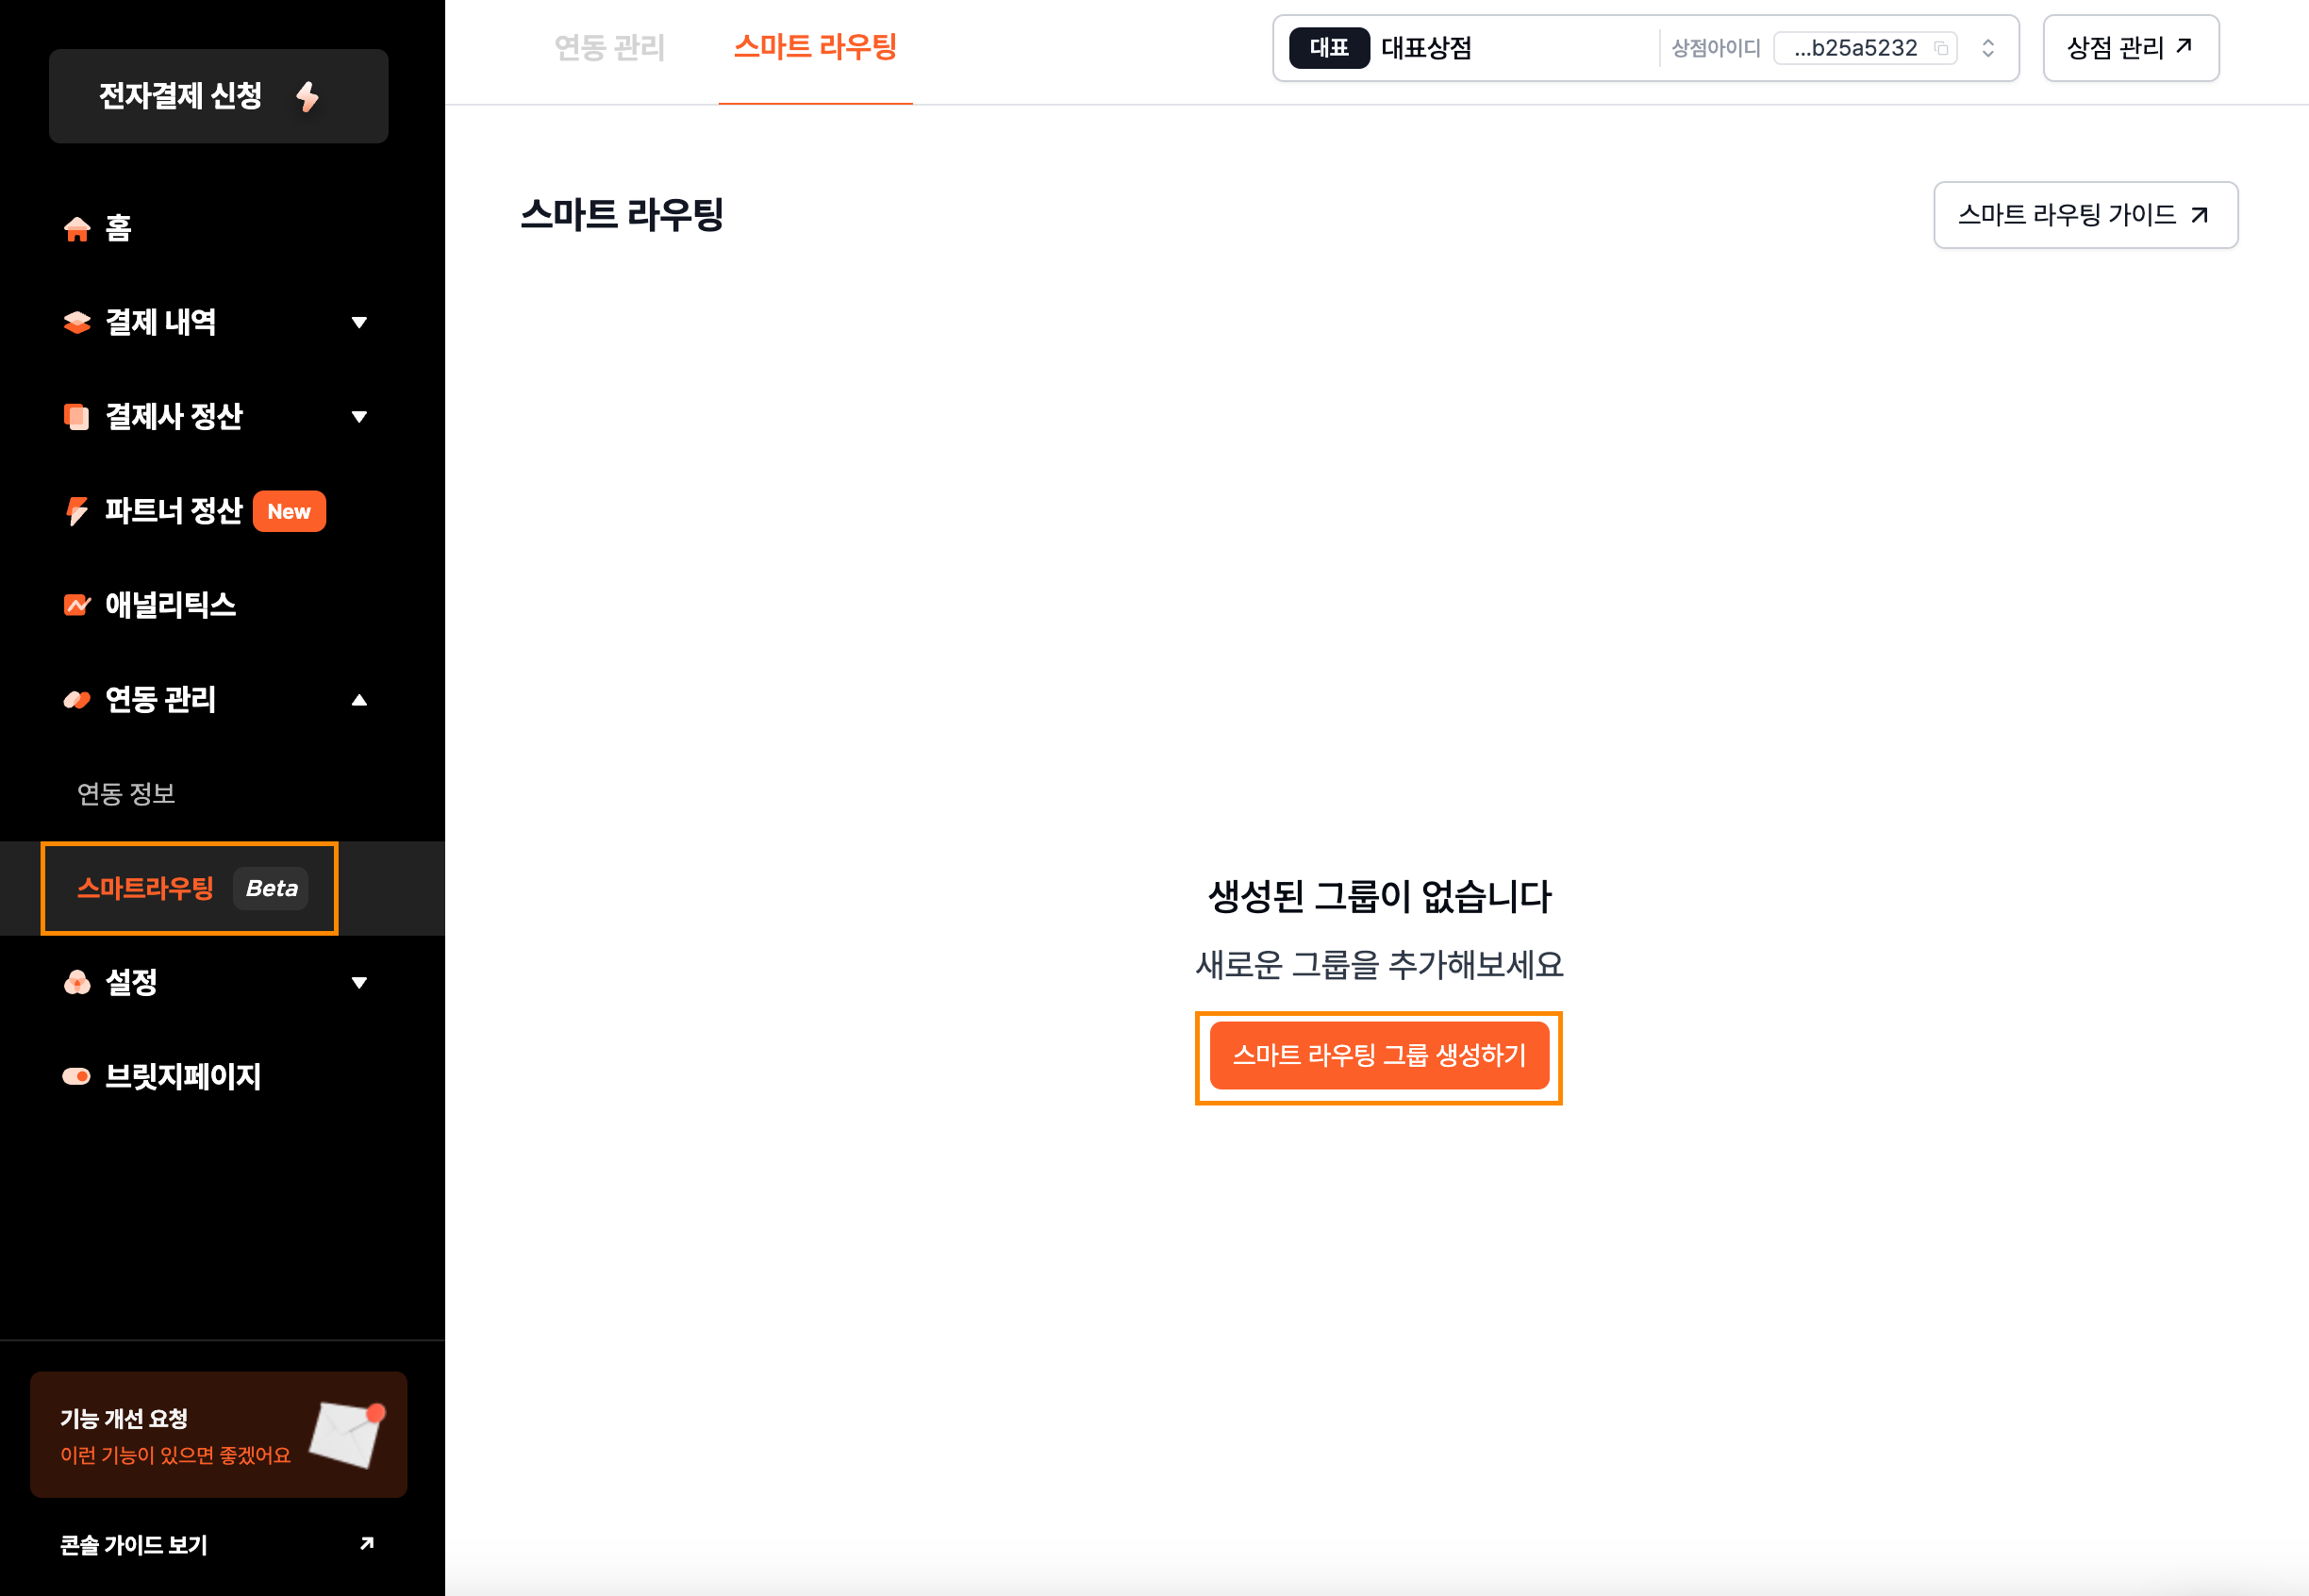 전자결제 신청
홈
결제 내역
결제사 정산
파트너 정산 New
애널리틱스
연동 관리
연동 정보
스마트라우팅 Beta
설정
브릿지페이지
기능 개선 요청
이런 기능이 있으면 좋겠어요
콘솔 가이드 보기
연동 관리 스마트 라우팅 대표 대표상점 상점아이디 ...b25a5232 상점 관리
스마트 라우팅 스마트 라우팅 가이드
생성된 그룹이 없습니다
새로운 그룹을 추가해보세요
스마트 라우팅 그룹 생성하기